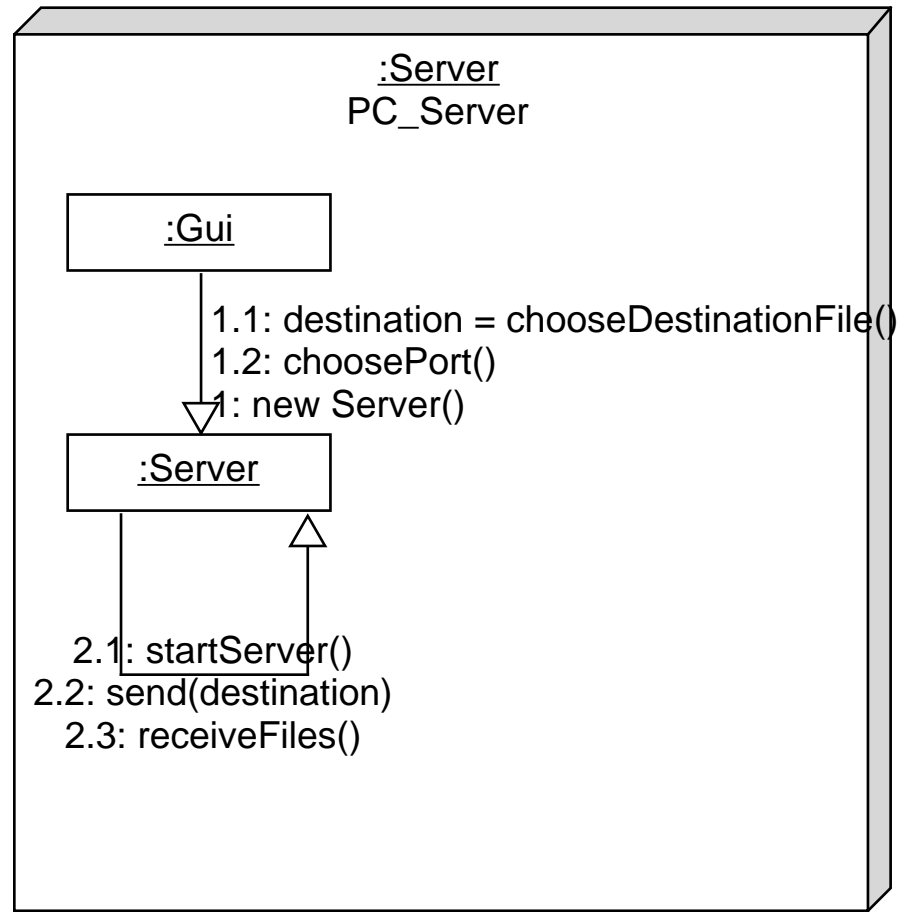 :Server
PC_Server
:Gui
1.1: destination = chooseDestinationFile()
1.2: choosePort()
1: new Server()
:Server
2.1: startServer()
2.2: send(destination)
2.3: receiveFiles()